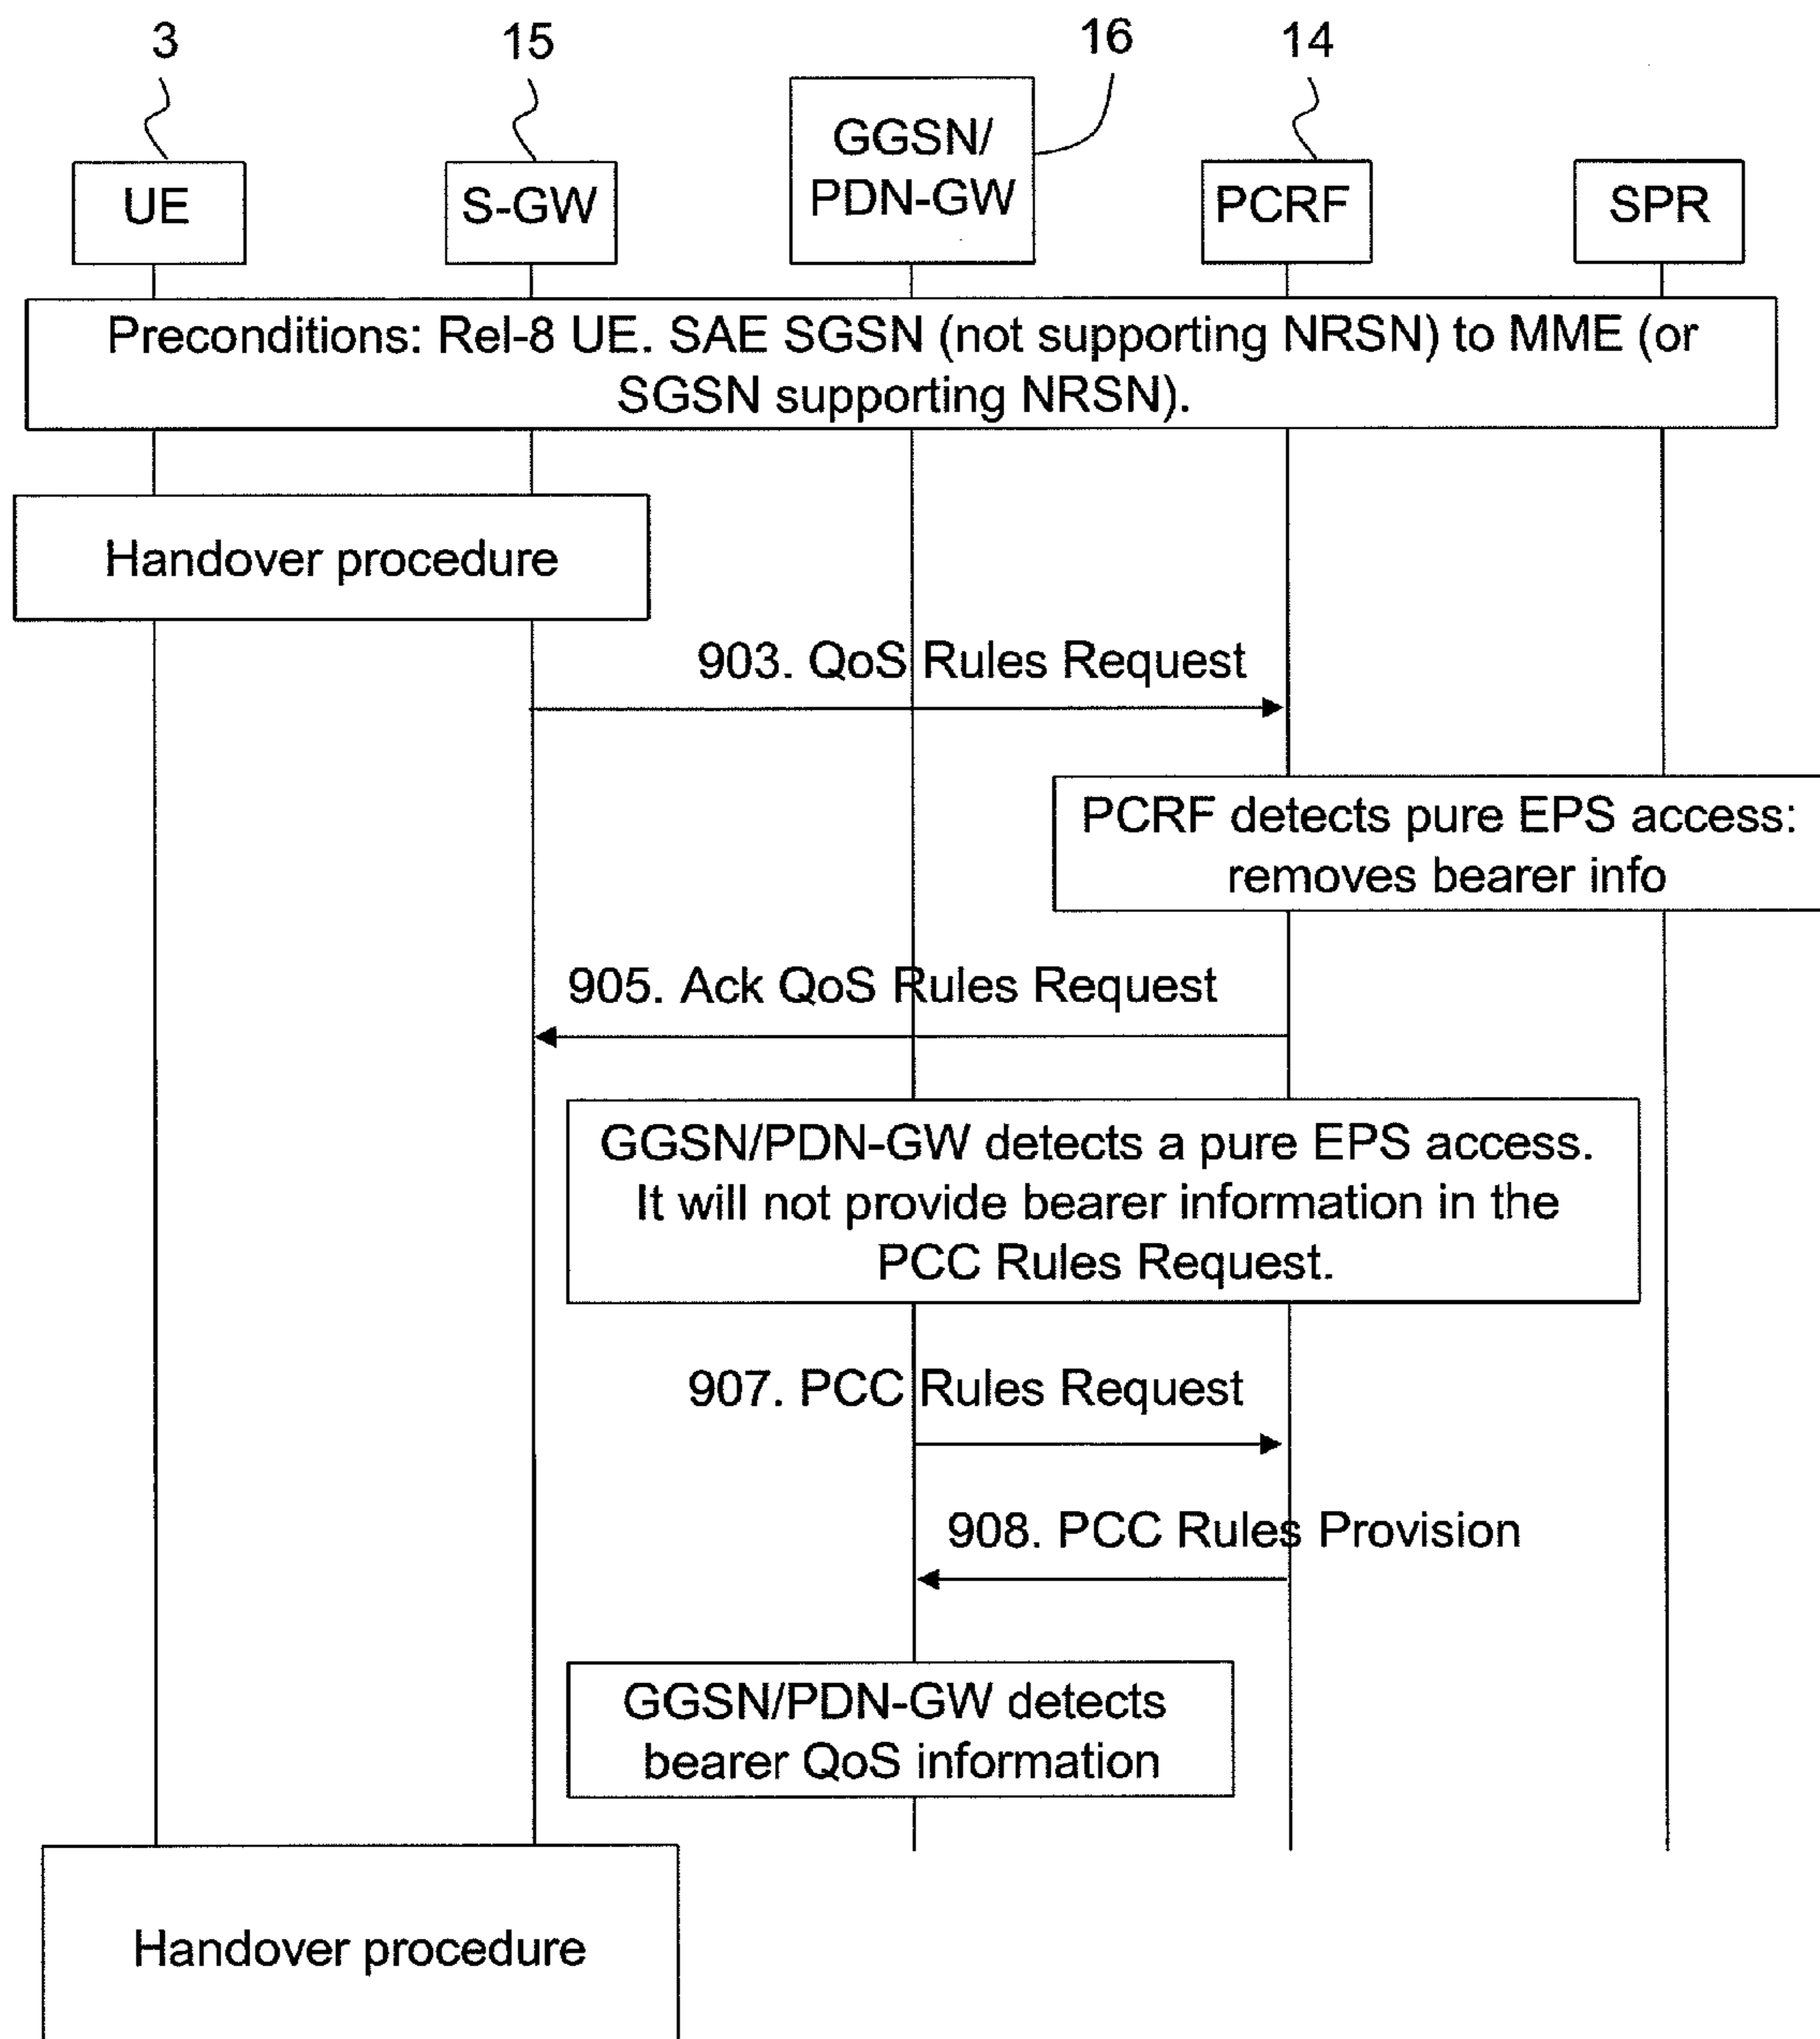 3
15
16
14
UE
S-GW
GGSN/
PDN-GW
PCRF
SPR
Preconditions: Rel-8 UE. SAE SGSN (not supporting NRSN) to MME (or
SGSN supporting NRSN).
Handover procedure
903. QoS Rules Request
PCRF detects pure EPS access:
removes bearer info
905. Ack QoS Rules Request
GGSN/PDN-GW detects a pure EPS access.
It will not provide bearer information in the
PCC Rules Request.
907. PCC Rules Request
908. PCC Rules Provision
GGSN/PDN-GW detects
bearer QoS information
Handover procedure